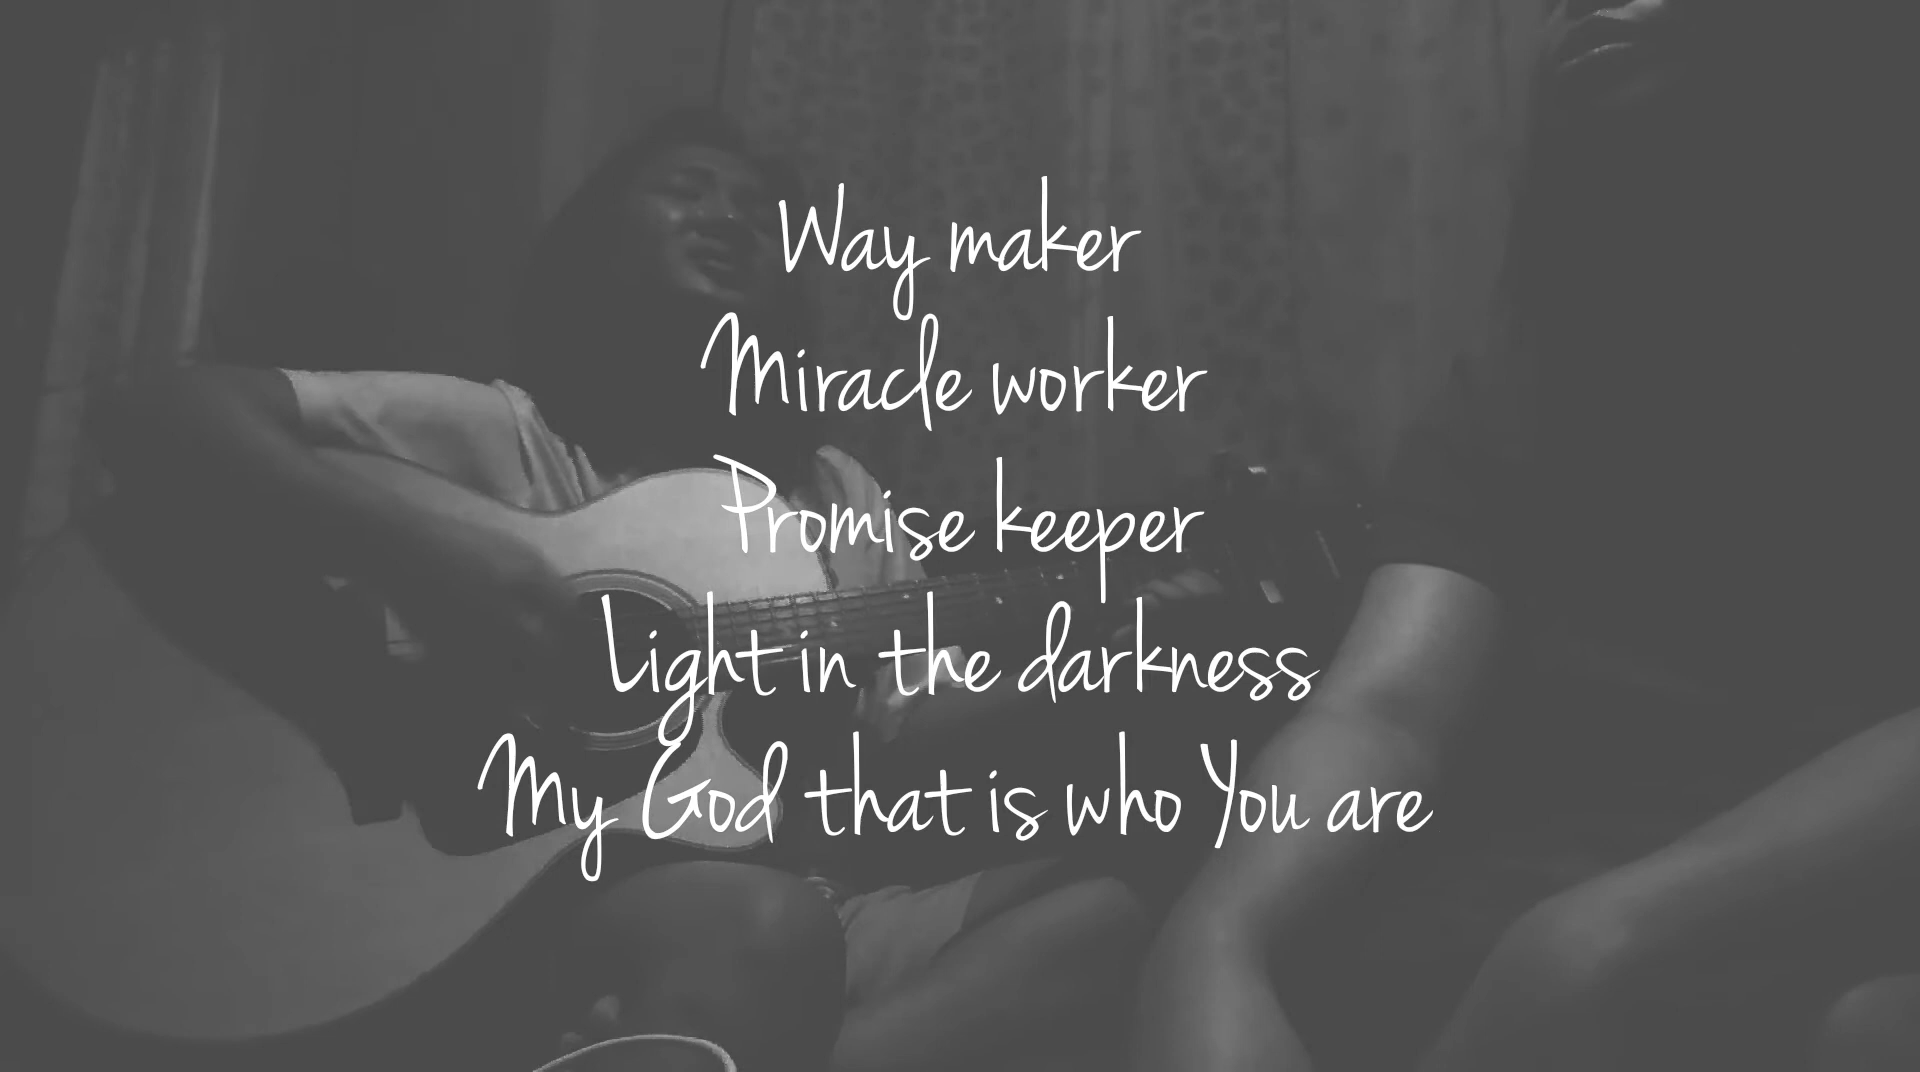 Way maker
Miracle worker
Promise keeper
Light in the darkness
My God that is who You are